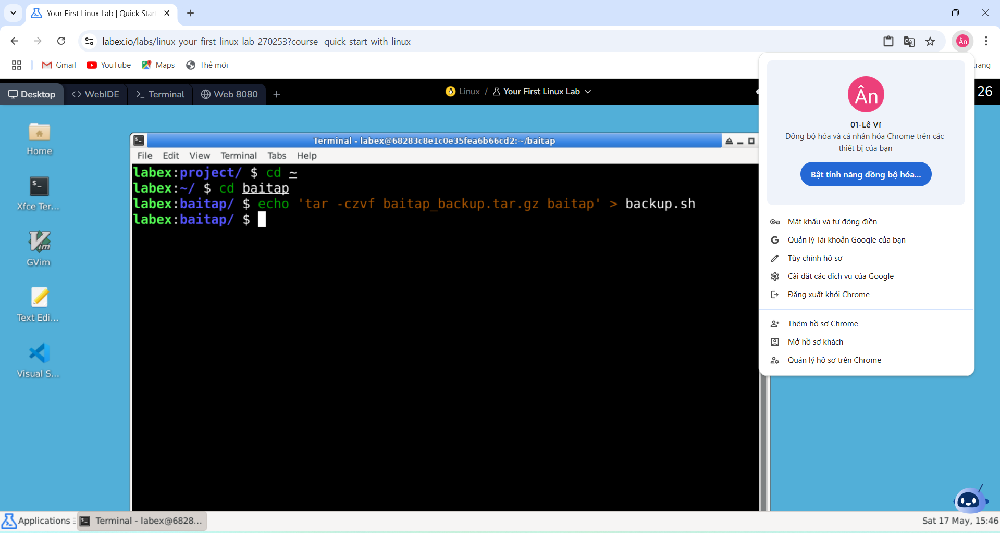 Your First Linux Lab | Quick Star
labex.io/labs/linux-your-first-linux-lab-270253?course=quick-start-with-linux
Ân
Gmail
YouTube
Maps
Thẻ mới
trang
Desktop
WebIDE
Terminal
Web 8080
Linux / Your First Linux Lab
26
Home
Xfce Ter...
GVim
Text Edi...
Visual S...
Terminal - labex@68283c8e1c0e35fea6b66cd2:~/baitap
File Edit View Terminal Tabs Help
labex:project/ $ cd ~
labex:~/ $ cd baitap
labex:baitap/ $ echo 'tar -czvf baitap_backup.tar.gz baitap' > backup.sh
labex:baitap/ $
Ân
01-Lê Vĩ
Đồng bộ hóa và cá nhân hóa Chrome trên các
thiết bị của bạn
Bật tính năng đồng bộ hóa...
Mật khẩu và tự động điền
Quản lý Tài khoản Google của bạn
Tùy chỉnh hồ sơ
Cài đặt các dịch vụ của Google
Đăng xuất khỏi Chrome
Thêm hồ sơ Chrome
Mở hồ sơ khách
Quản lý hồ sơ trên Chrome
Applications
Terminal - labex@6828...
Sat 17 May, 15:46